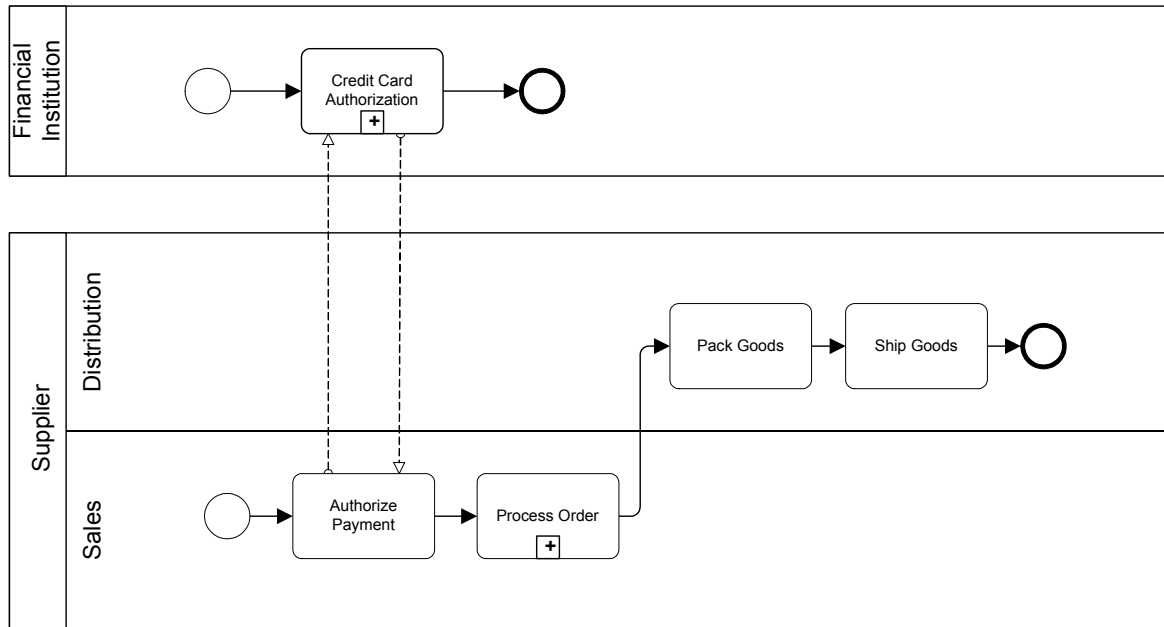 Financial
Institution
Credit Card
Authorization
+
Supplier
Distribution
Pack Goods
Ship Goods
Sales
Authorize
Payment
Process Order
+